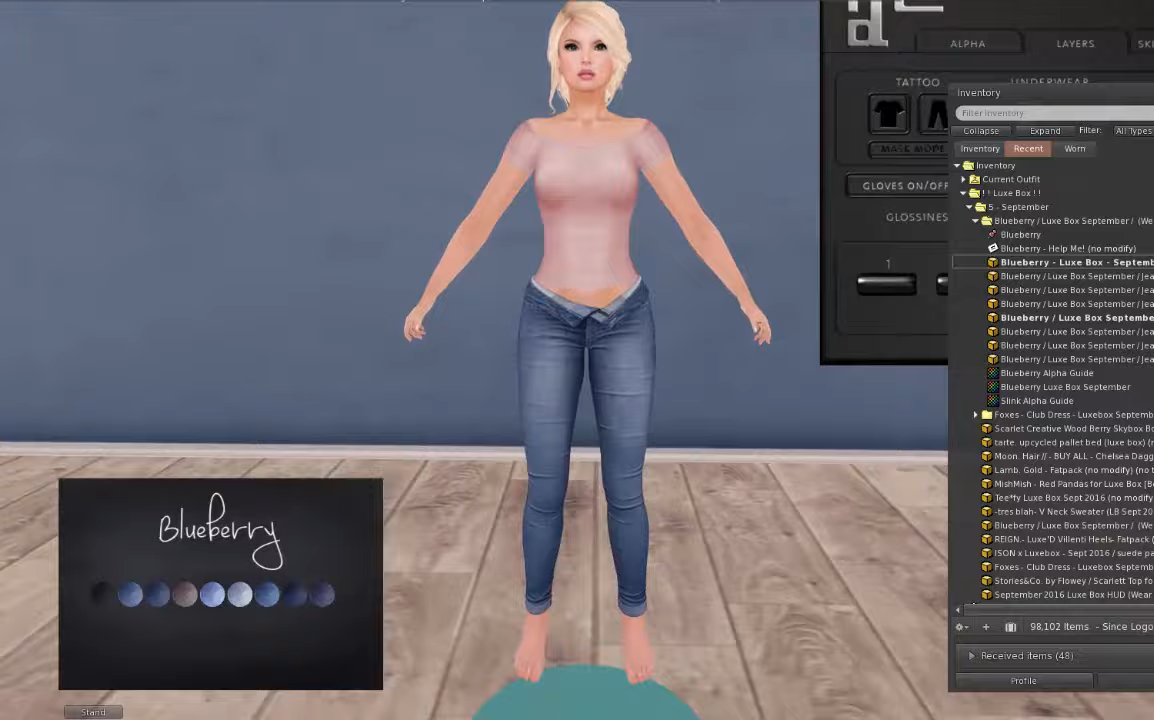 ALPHA
LAYERS
TATTOO
UNDERWEAR
MASK MODE
GLOVES ON/OFF
GLOSSINES
1
Inventory
Filter Inventory
Collapse Expand Filter: All Types
Inventory Recent Worn
Inventory
Current Outfit
! ! Luxe Box ! !
5 - September
Blueberry / Luxe Box September / (We
Blueberry
Blueberry - Help Me! (no modify)
Blueberry - Luxe Box - Septemb
Blueberry / Luxe Box September / Jea
Blueberry / Luxe Box September / Jea
Blueberry / Luxe Box September / Jea
Blueberry / Luxe Box Septembe
Blueberry / Luxe Box September / Jea
Blueberry / Luxe Box September / Jea
Blueberry / Luxe Box September / Jea
Blueberry Alpha Guide
Blueberry Luxe Box September
Slink Alpha Guide
Foxes - Club Dress - Luxebox Septemb
Scarlet Creative Wood Berry Skybox Bo
tarte. upcycled pallet bed (luxe box) (n
Moon. Hair // - BUY ALL - Chelsea Dagg
Lamb. Gold - Fatpack (no modify) (no t
MishMish - Red Pandas for Luxe Box [B
Tee*fy Luxe Box Sept 2016 (no modify
-tres blah- V Neck Sweater (LB Sept 20
Blueberry / Luxe Box September / (We
REIGN.- Luxe'D Villenti Heels- Fatpack (
ISON x Luxebox - Sept 2016 / suede pa
Foxes - Club Dress - Luxebox Septemb
Stories&Co. by Flowey / Scarlett Top fo
September 2016 Luxe Box HUD (Wear
98,102 Items - Since Logo
Received items (48)
Profile
Blueberry
Stand